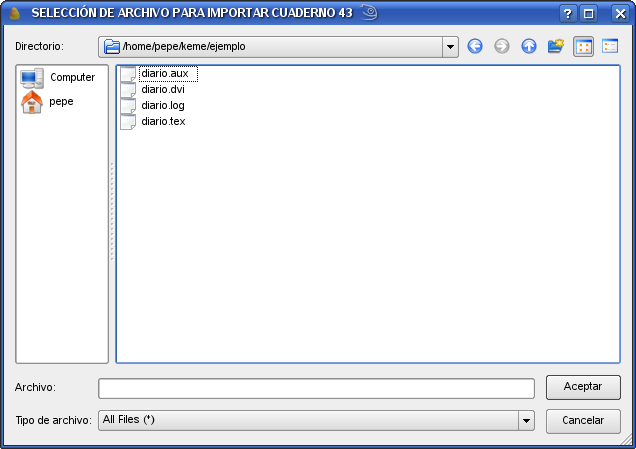 SELECCIÓN DE ARCHIVO PARA IMPORTAR CUADERNO 43
Directorio: /home/pepe/keme/ejemplo
Computer
pepe
diario.aux
diario.dvi
diario.log
diario.tex
Archivo: Aceptar
Tipo de archivo: All Files (*) Cancelar